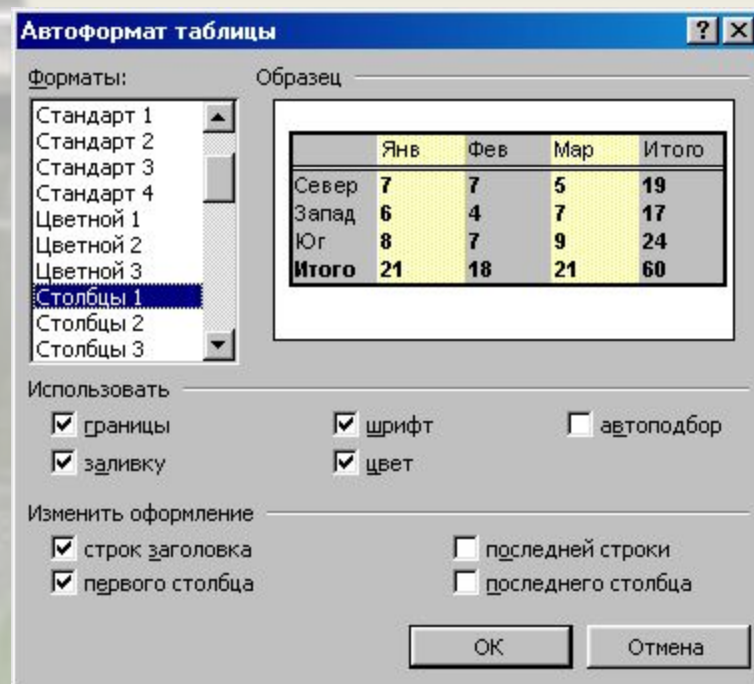 Автоформат таблицы
Форматы:
Стандарт 1
Стандарт 2
Стандарт 3
Стандарт 4
Цветной 1
Цветной 2
Цветной 3
Столбцы 1
Столбцы 2
Столбцы 3
Образец
Янв Фев Мар Итого
Север 7 7 5 19
Запад 6 4 7 17
Юг 8 7 9 24
Итого 21 18 21 60
Использовать
границы шрифт автоподбор
заливку цвет
Изменить оформление
строк заголовка последней строки
первого столбца последнего столбца
ОК Отмена